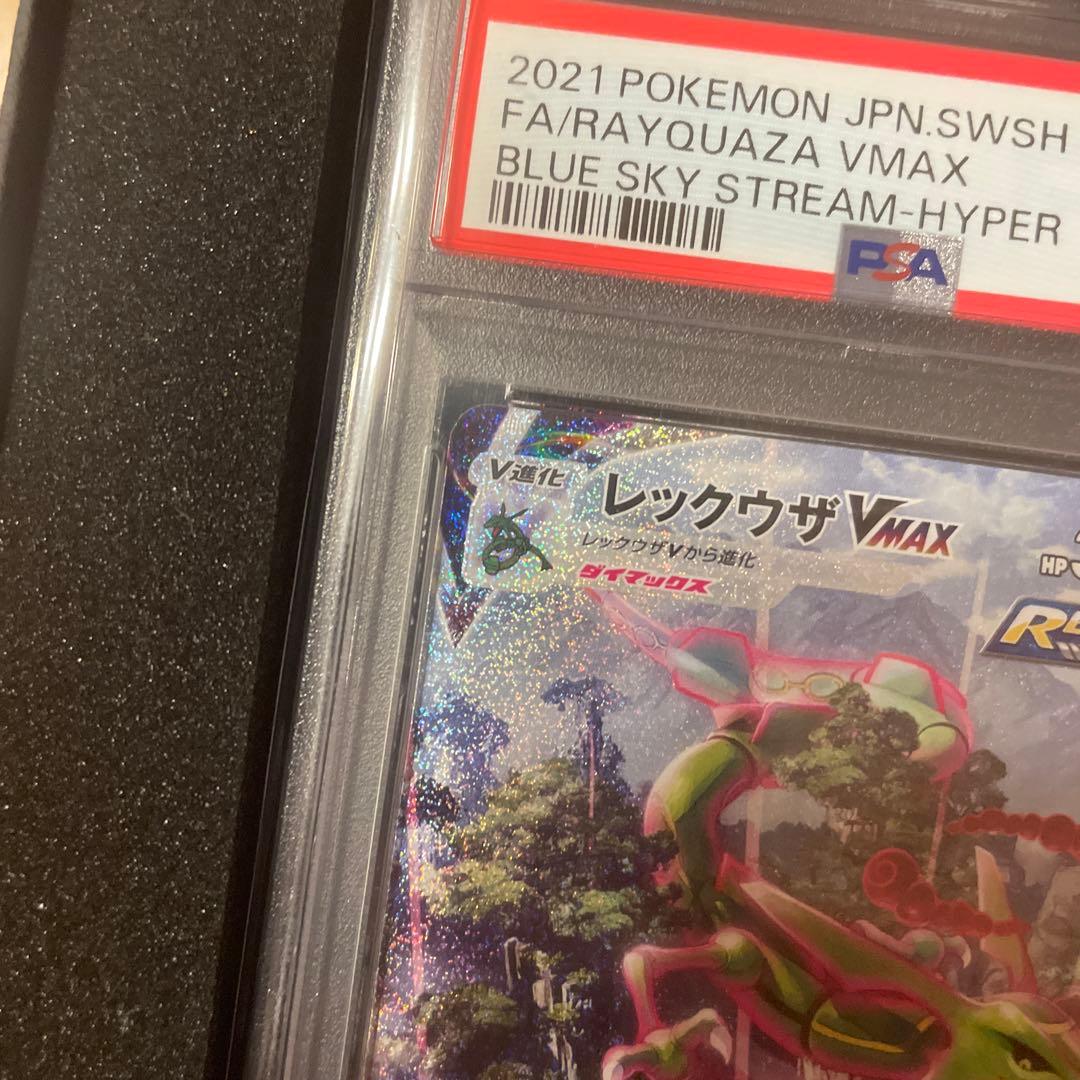 2021 POKEMON JPN.SWSH
FA/RAYQUAZA VMAX
BLUE SKY STREAM-HYPER
PSA
V進化
レックウザVMAX
レックウザVから進化
ダイマックス
HP